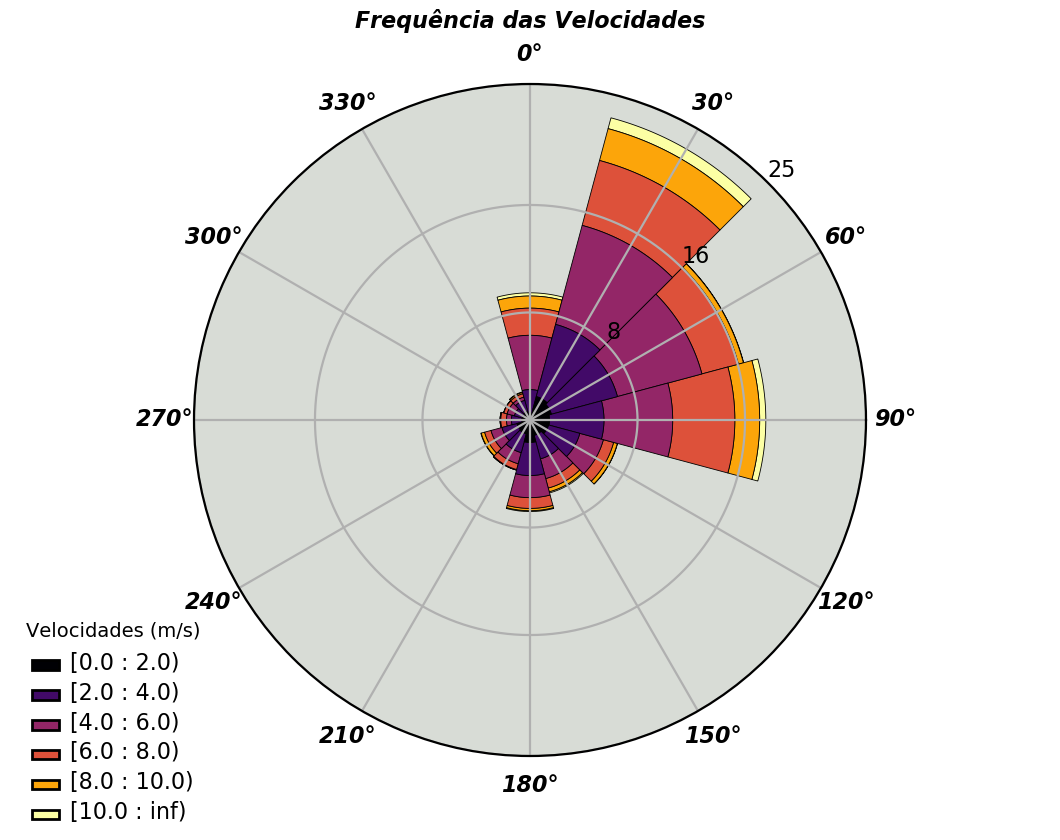 Frequência das Velocidades
0°
330°
30°
25
300°
60°
16
8
270°
90°
240°
120°
210°
150°
180°
Velocidades (m/s)
[0.0 : 2.0)
[2.0 : 4.0)
[4.0 : 6.0)
[6.0 : 8.0)
[8.0 : 10.0)
[10.0 : inf)